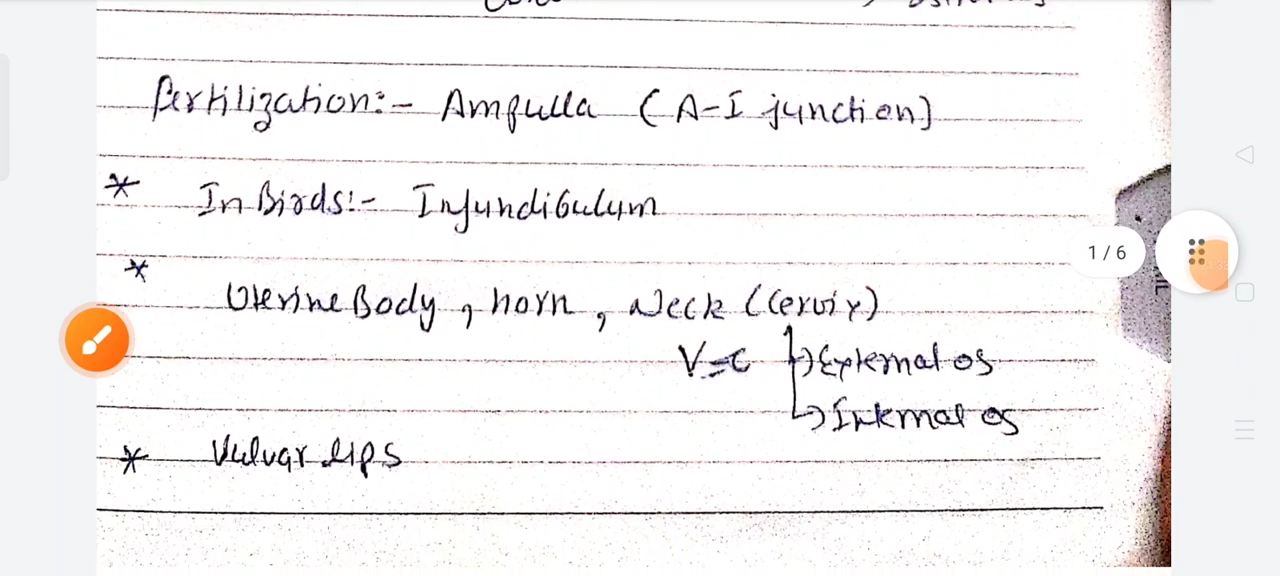 Fertilization:- Ampulla (A-I junction)
* In Birds:- Infundibulum
* Uterine Body, horn, Neck (Cervix)
V=C → External os
→ Internal os
* Vulvar lips
1 / 6